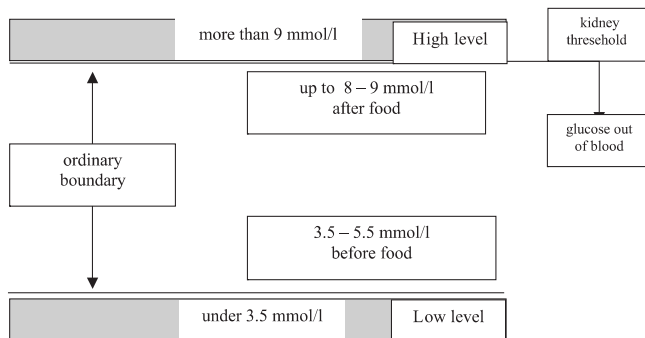 more than 9 mmol/l
High level
kidney
thresehold
up to 8 – 9 mmol/l
after food
glucose out
of blood
ordinary
boundary
3.5 – 5.5 mmol/l
before food
under 3.5 mmol/l
Low level